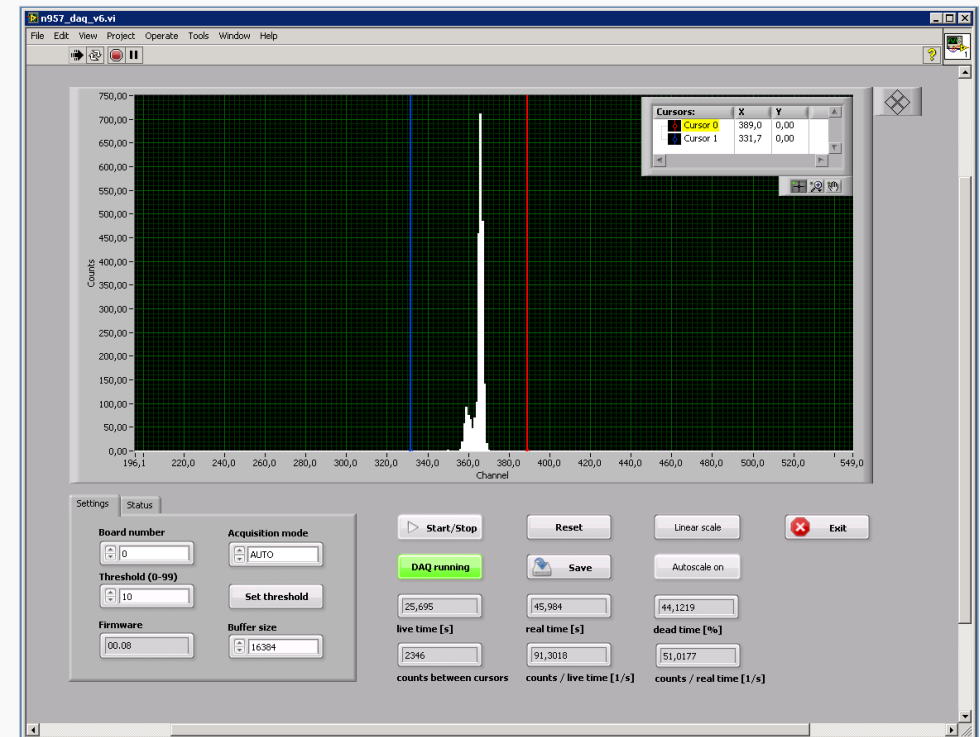 n957_daq_v6.vi
File Edit View Project Operate Tools Window Help
?
1
750,00
700,00
650,00
600,00
550,00
500,00
450,00
400,00
350,00
300,00
250,00
200,00
150,00
100,00
50,00
0,00
Counts
196,1 220,0 240,0 260,0 280,0 300,0 320,0 340,0 360,0 380,0 400,0 420,0 440,0 460,0 480,0 500,0 520,0 549,0
Channel
Cursors: X Y
Cursor 0 389,0 0,00
Cursor 1 331,7 0,00
Settings Status
Board number Acquisition mode
0 AUTO
Threshold (0-99)
10 Set threshold
Firmware Buffer size
00.08 16384
Start/Stop Reset Linear scale Exit
DAQ running Save Autoscale on
25,695 45,984 44,1219
live time [s] real time [s] dead time [%]
2346 91,3018 51,0177
counts between cursors counts / live time [1/s] counts / real time [1/s]